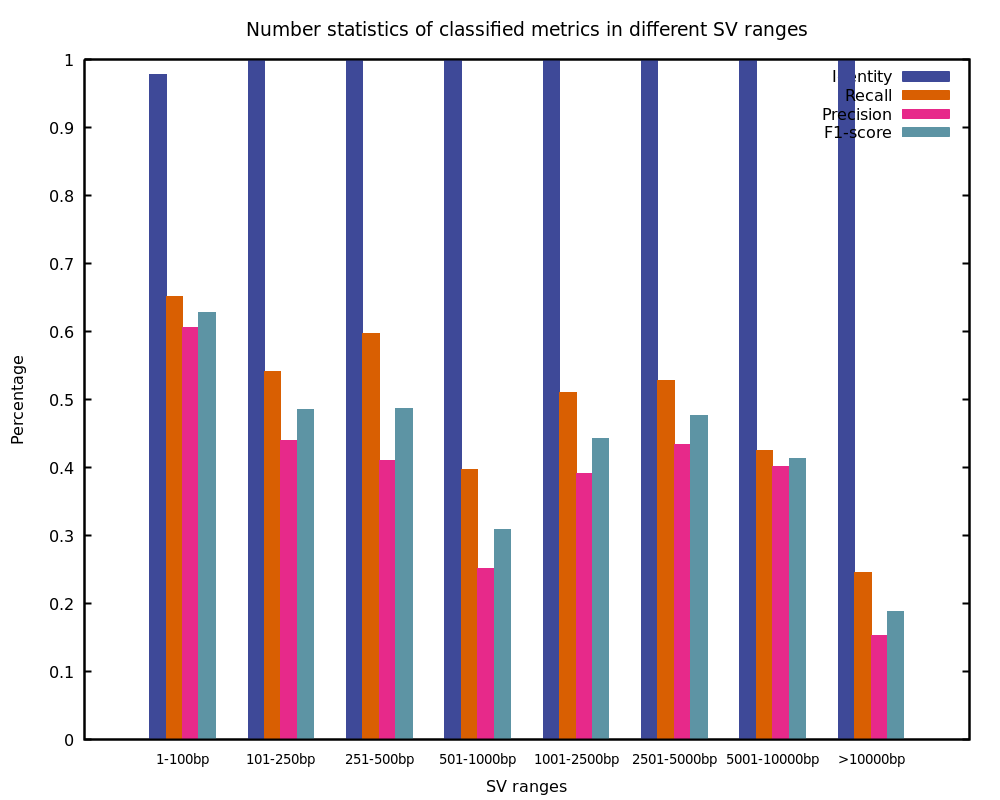 Number statistics of classified metrics in different SV ranges
1
0.9
0.8
0.7
0.6
0.5
0.4
0.3
0.2
0.1
0
Percentage
Identity
Recall
Precision
F1-score
1-100bp 101-250bp 251-500bp 501-1000bp 1001-2500bp 2501-5000bp 5001-10000bp >10000bp
SV ranges